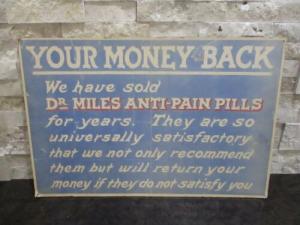 YOUR MONEY BACK
We have sold
DR. MILES ANTI-PAIN PILLS
for years. They are so
universally satisfactory
that we not only recommend
them but will return your
money if they do not satisfy you